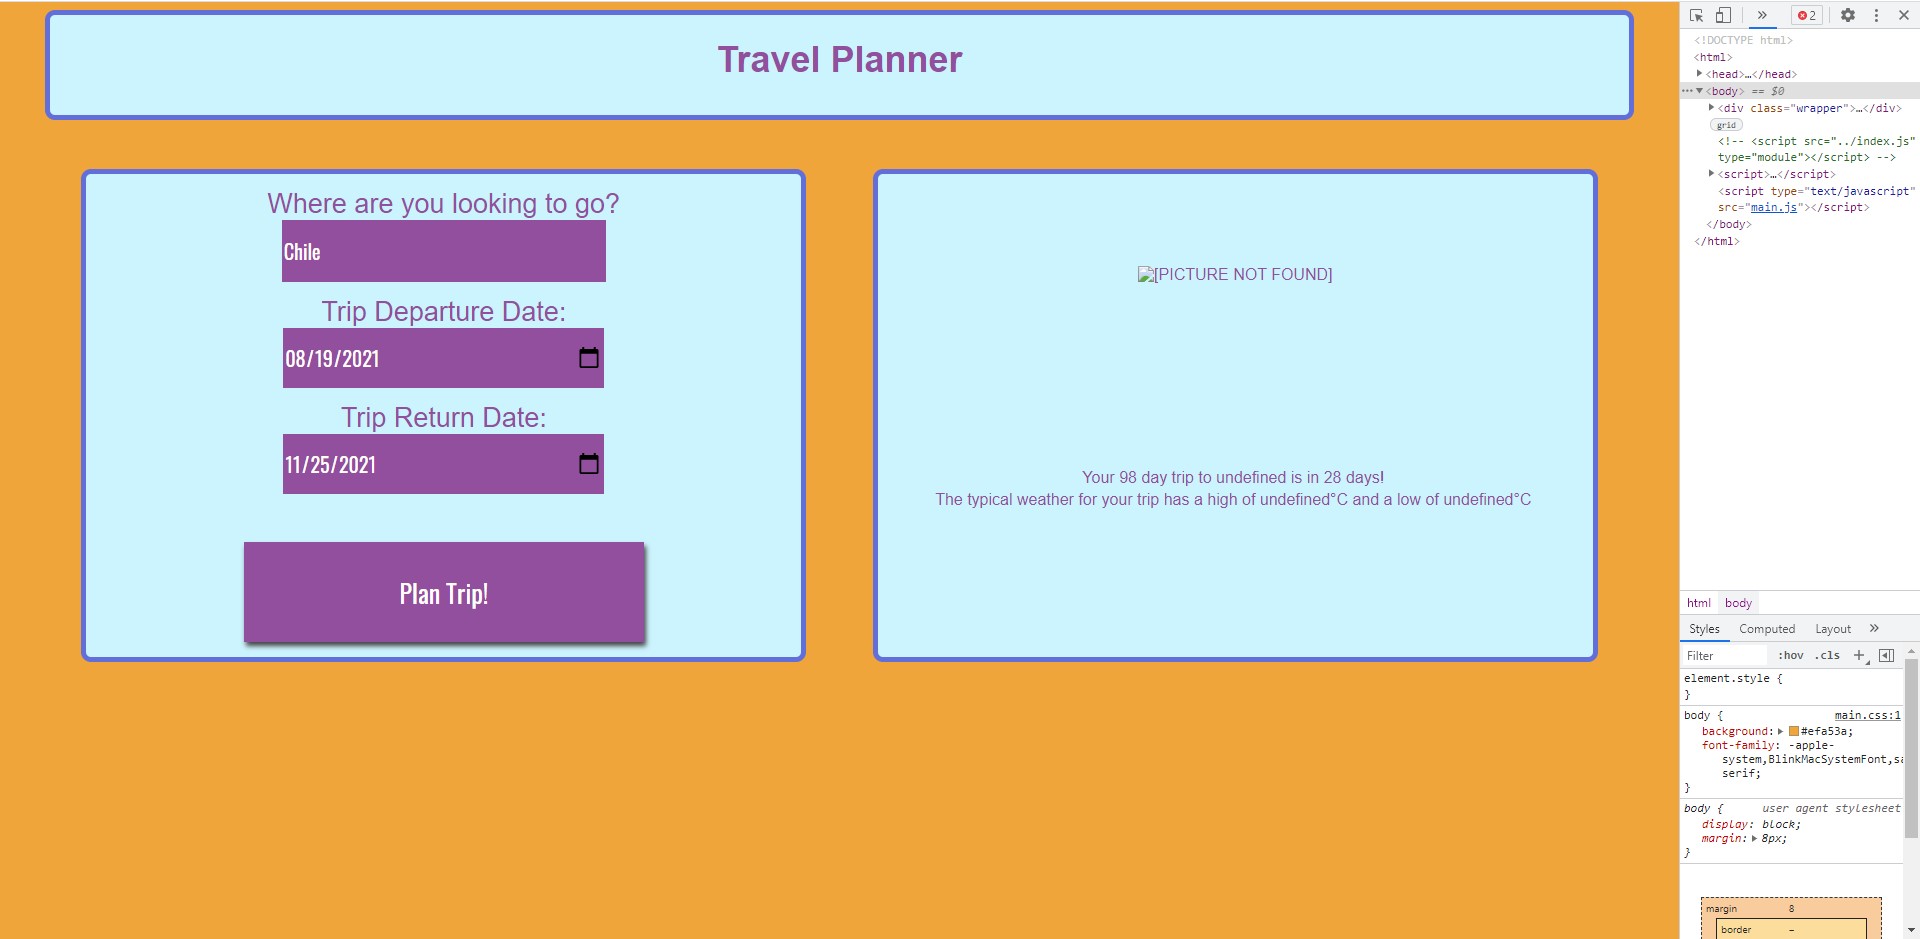 Travel Planner
Where are you looking to go?
Chile
Trip Departure Date:
08/19/2021
Trip Return Date:
11/25/2021
Plan Trip!
[PICTURE NOT FOUND]
Your 98 day trip to undefined is in 28 days!
The typical weather for your trip has a high of undefined°C and a low of undefined°C
2
<!DOCTYPE html>
<html>
<head>…</head>
<body> == $0
<div class="wrapper">…</div>
grid
<!-- <script src="../index.js"
type="module"></script> -->
<script>…</script>
<script type="text/javascript"
src="main.js"></script>
</body>
</html>
html body
Styles Computed Layout
Filter :hov .cls
element.style {
}
body { main.css:1
background: #efa53a;
font-family: -apple-
system,BlinkMacSystemFont,
serif;
}
body { user agent stylesheet
display: block;
margin: 8px;
}
margin 8
border –